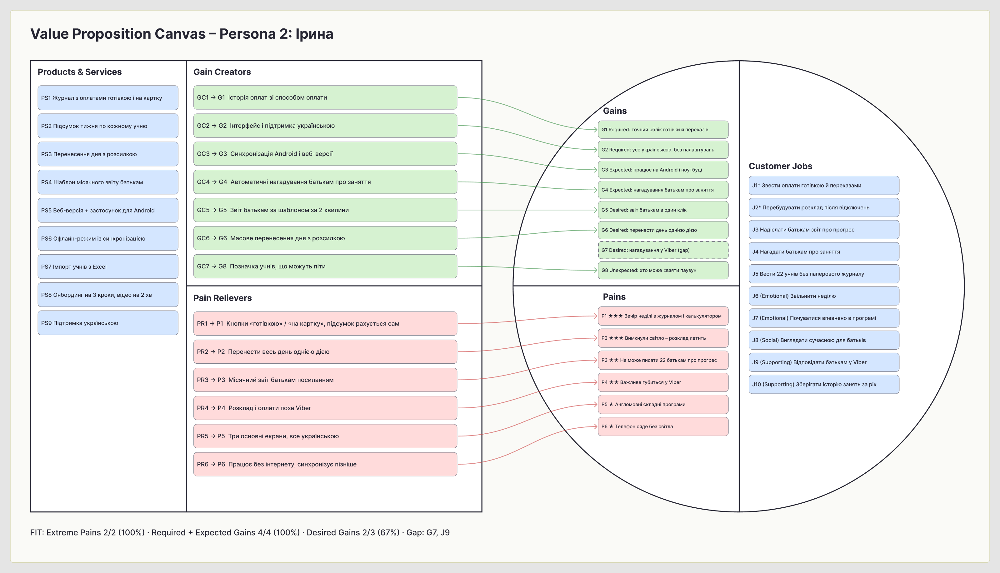 Value Proposition Canvas – Persona 2: Ірина
Products & Services
PS1 Журнал з оплатами готівкою і на картку
PS2 Підсумок тижня по кожному учню
PS3 Перенесення дня з розсилкою
PS4 Шаблон місячного звіту батькам
PS5 Веб-версія + застосунок для Android
PS6 Офлайн-режим із синхронізацією
PS7 Імпорт учнів з Excel
PS8 Онбординг на 3 кроки, відео на 2 хв
PS9 Підтримка українською
Gain Creators
GC1 → G1 Історія оплат зі способом оплати
GC2 → G2 Інтерфейс і підтримка українською
GC3 → G3 Синхронізація Android і веб-версії
GC4 → G4 Автоматичні нагадування батькам про заняття
GC5 → G5 Звіт батькам за шаблоном за 2 хвилини
GC6 → G6 Масове перенесення дня з розсилкою
GC7 → G8 Позначка учнів, що можуть піти
Pain Relievers
PR1 → P1 Кнопки «готівкою» / «на картку», підсумок рахується сам
PR2 → P2 Перенести весь день однією дією
PR3 → P3 Місячний звіт батькам посиланням
PR4 → P4 Розклад і оплати поза Viber
PR5 → P5 Три основні екрани, все українською
PR6 → P6 Працює без інтернету, синхронізує пізніше
Gains
G1 Required: точний облік готівки й переказів
G2 Required: усе українською, без налаштувань
G3 Expected: працює на Android і ноутбуці
G4 Expected: нагадування батькам про заняття
G5 Desired: звіт батькам в один клік
G6 Desired: перенести день однією дією
G7 Desired: нагадування у Viber (gap)
G8 Unexpected: хто може «взяти паузу»
Pains
P1 ★★★ Вечір неділі з журналом і калькулятором
P2 ★★★ Вимкнули світло – розклад летить
P3 ★★ Не може писати 22 батькам про прогрес
P4 ★★ Важливе губиться у Viber
P5 ★ Англомовні складні програми
P6 ★ Телефон сяде без світла
Customer Jobs
J1* Звести оплати готівкою й переказами
J2* Перебудувати розклад після відключень
J3 Надіслати батькам звіт про прогрес
J4 Нагадати батькам про заняття
J5 Вести 22 учнів без паперового журналу
J6 (Emotional) Звільнити неділю
J7 (Emotional) Почуватися впевнено в програмі
J8 (Social) Виглядати сучасною для батьків
J9 (Supporting) Відповідати батькам у Viber
J10 (Supporting) Зберігати історію занять за рік
FIT: Extreme Pains 2/2 (100%) · Required + Expected Gains 4/4 (100%) · Desired Gains 2/3 (67%) · Gap: G7, J9